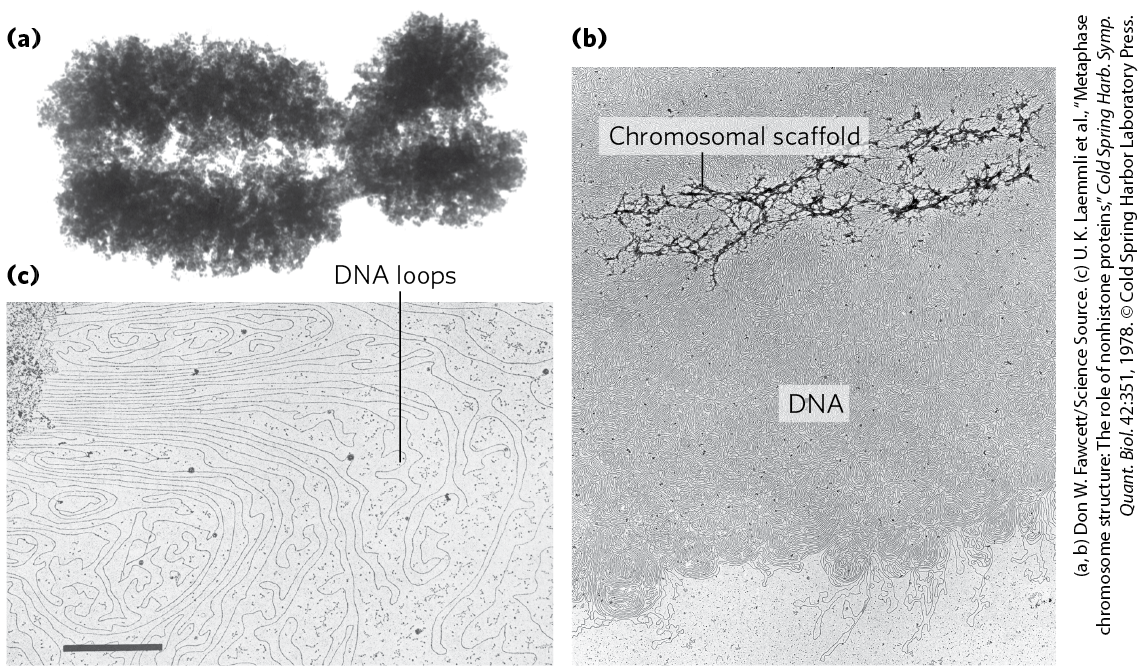 (a)
(b)
Chromosomal scaffold
DNA
(c)
DNA loops
(a, b) Don W. Fawcett/Science Source. (c) U. K. Laemmli et al., “Metaphase
chromosome structure: The role of nonhistone proteins,” Cold Spring Harb. Symp.
Quant. Biol. 42:351, 1978. © Cold Spring Harbor Laboratory Press.